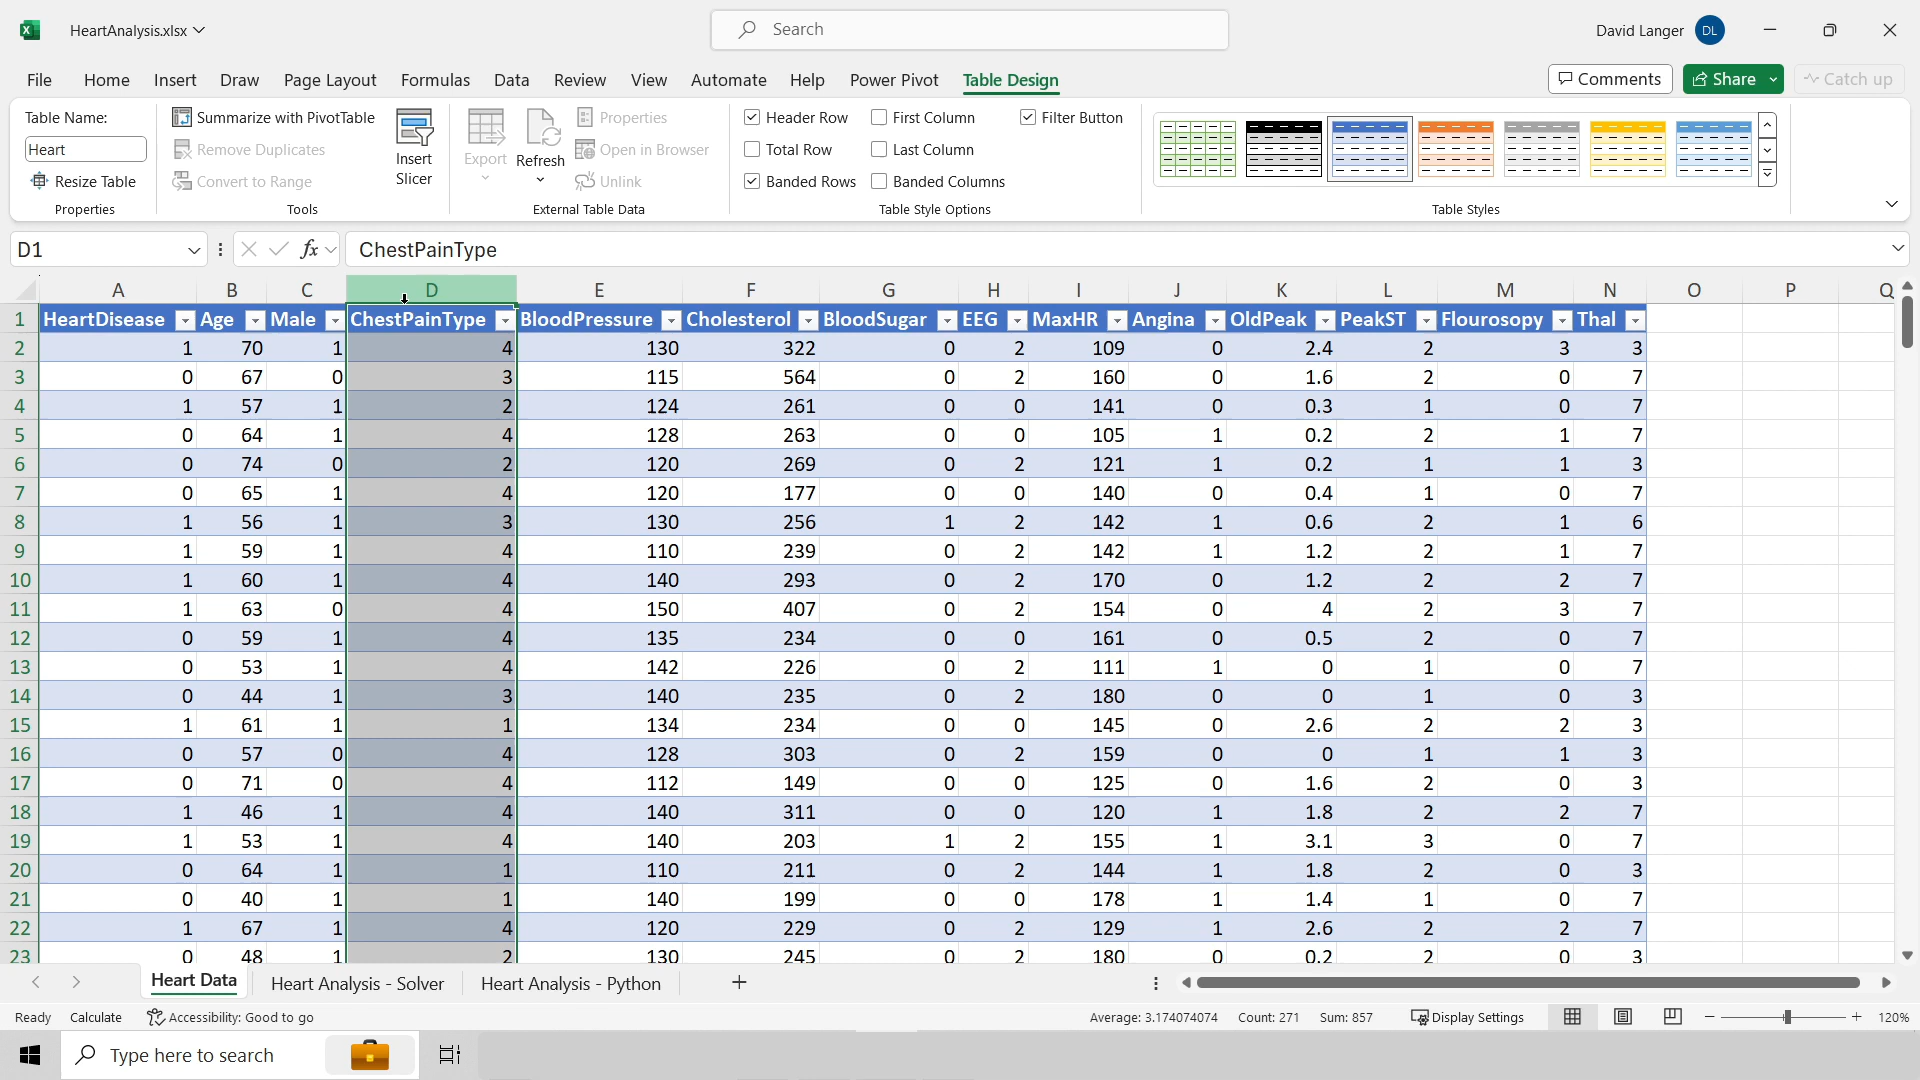 HeartAnalysis.xlsx
Search
David Langer DL
File Home Insert Draw Page Layout Formulas Data Review View Automate Help Power Pivot Table Design
Comments Share Catch up
Table Name:
Heart
Resize Table
Properties
Summarize with PivotTable
Remove Duplicates
Convert to Range
Insert
Slicer
Tools
Export Refresh
Properties
Open in Browser
Unlink
External Table Data
Header Row First Column Filter Button
Total Row Last Column
Banded Rows Banded Columns
Table Style Options
Table Styles
D1 fx ChestPainType
A B C D E F G H I J K L M N O P Q
1 HeartDisease Age Male ChestPainType BloodPressure Cholesterol BloodSugar EEG MaxHR Angina OldPeak PeakST Flourosopy Thal
2 1 70 1 4 130 322 0 2 109 0 2.4 2 3 3
3 0 67 0 3 115 564 0 2 160 0 1.6 2 0 7
4 1 57 1 2 124 261 0 0 141 0 0.3 1 0 7
5 0 64 1 4 128 263 0 0 105 1 0.2 2 1 7
6 0 74 0 2 120 269 0 2 121 1 0.2 1 1 3
7 0 65 1 4 120 177 0 0 140 0 0.4 1 0 7
8 1 56 1 3 130 256 1 2 142 1 0.6 2 1 6
9 1 59 1 4 110 239 0 2 142 1 1.2 2 1 7
10 1 60 1 4 140 293 0 2 170 0 1.2 2 2 7
11 1 63 0 4 150 407 0 2 154 0 4 2 3 7
12 0 59 1 4 135 234 0 0 161 0 0.5 2 0 7
13 0 53 1 4 142 226 0 2 111 1 0 1 0 7
14 0 44 1 3 140 235 0 2 180 0 0 1 0 3
15 1 61 1 1 134 234 0 0 145 0 2.6 2 2 3
16 0 57 0 4 128 303 0 2 159 0 0 1 1 3
17 0 71 0 4 112 149 0 0 125 0 1.6 2 0 3
18 1 46 1 4 140 311 0 0 120 1 1.8 2 2 7
19 1 53 1 4 140 203 1 2 155 1 3.1 3 0 7
20 0 64 1 1 110 211 0 2 144 1 1.8 2 0 3
21 0 40 1 1 140 199 0 0 178 1 1.4 1 0 7
22 1 67 1 4 120 229 0 2 129 1 2.6 2 2 7
23 0 48 1 2 130 245 0 2 180 0 0.2 2 0 3
Heart Data Heart Analysis - Solver Heart Analysis - Python
Ready Calculate Accessibility: Good to go Average: 3.174074074 Count: 271 Sum: 857 Display Settings 120%
Type here to search